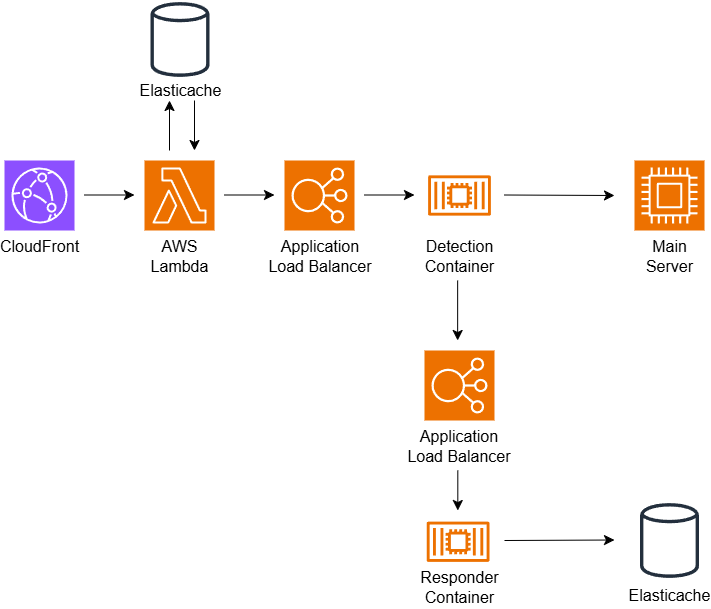 Elasticache
CloudFront
AWS
Lambda
Application
Load Balancer
Detection
Container
Main
Server
Application
Load Balancer
Responder
Container
Elasticache